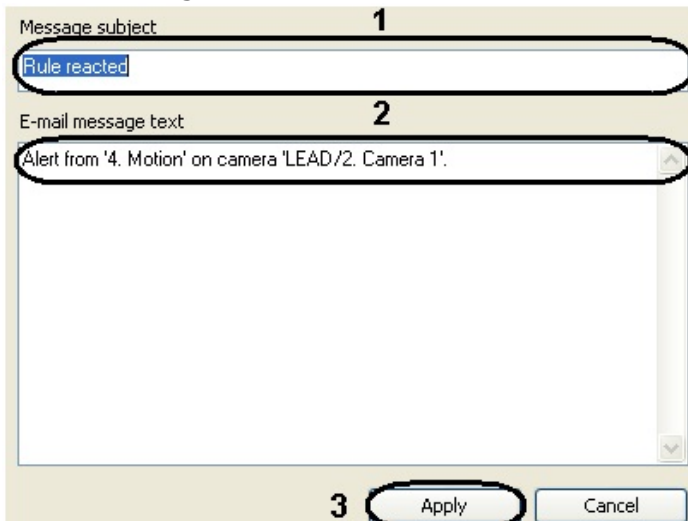 Message subject 1
Rule reacted
E-mail message text 2
Alert from '4. Motion' on camera 'LEAD/2. Camera 1'.
3 Apply Cancel